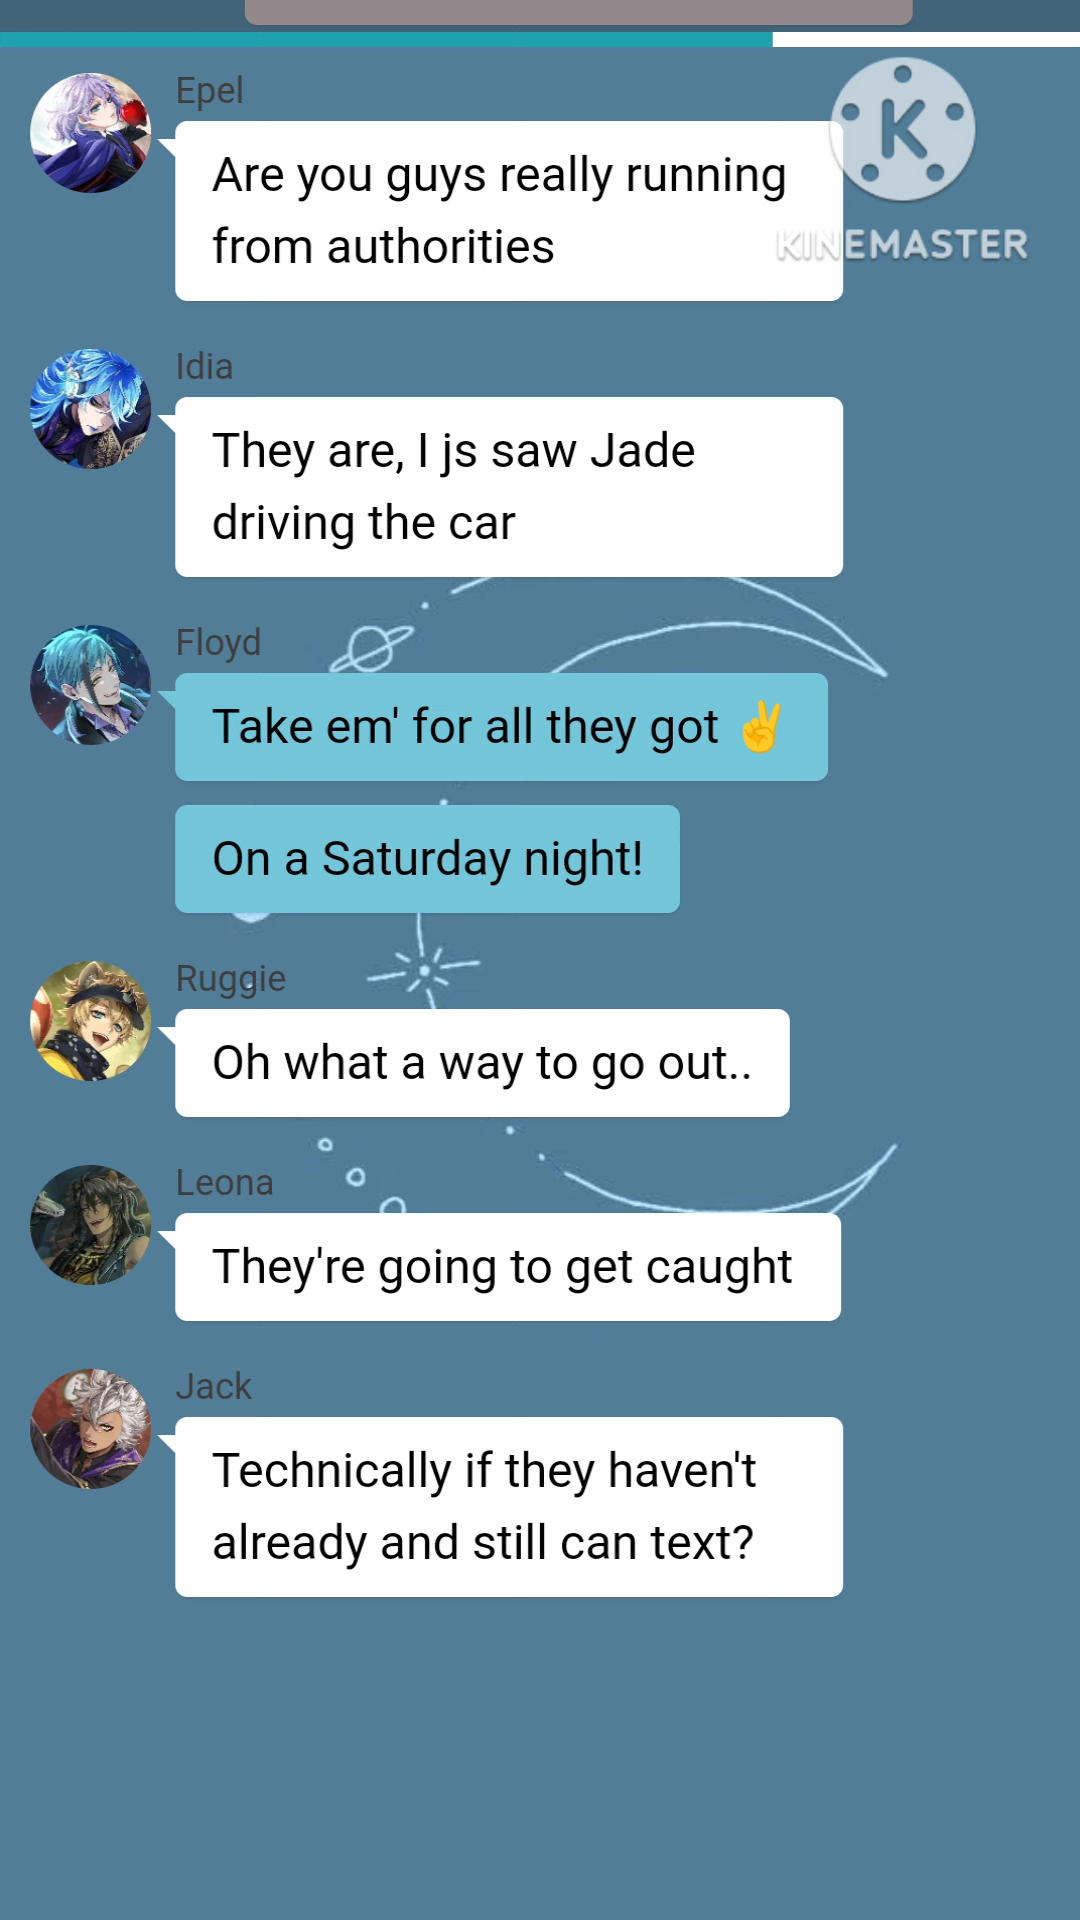 Epel
Are you guys really running
from authorities
KINEMASTER
Idia
They are, I js saw Jade
driving the car
Floyd
Take em' for all they got ✌
On a Saturday night!
Ruggie
Oh what a way to go out..
Leona
They're going to get caught
Jack
Technically if they haven't
already and still can text?